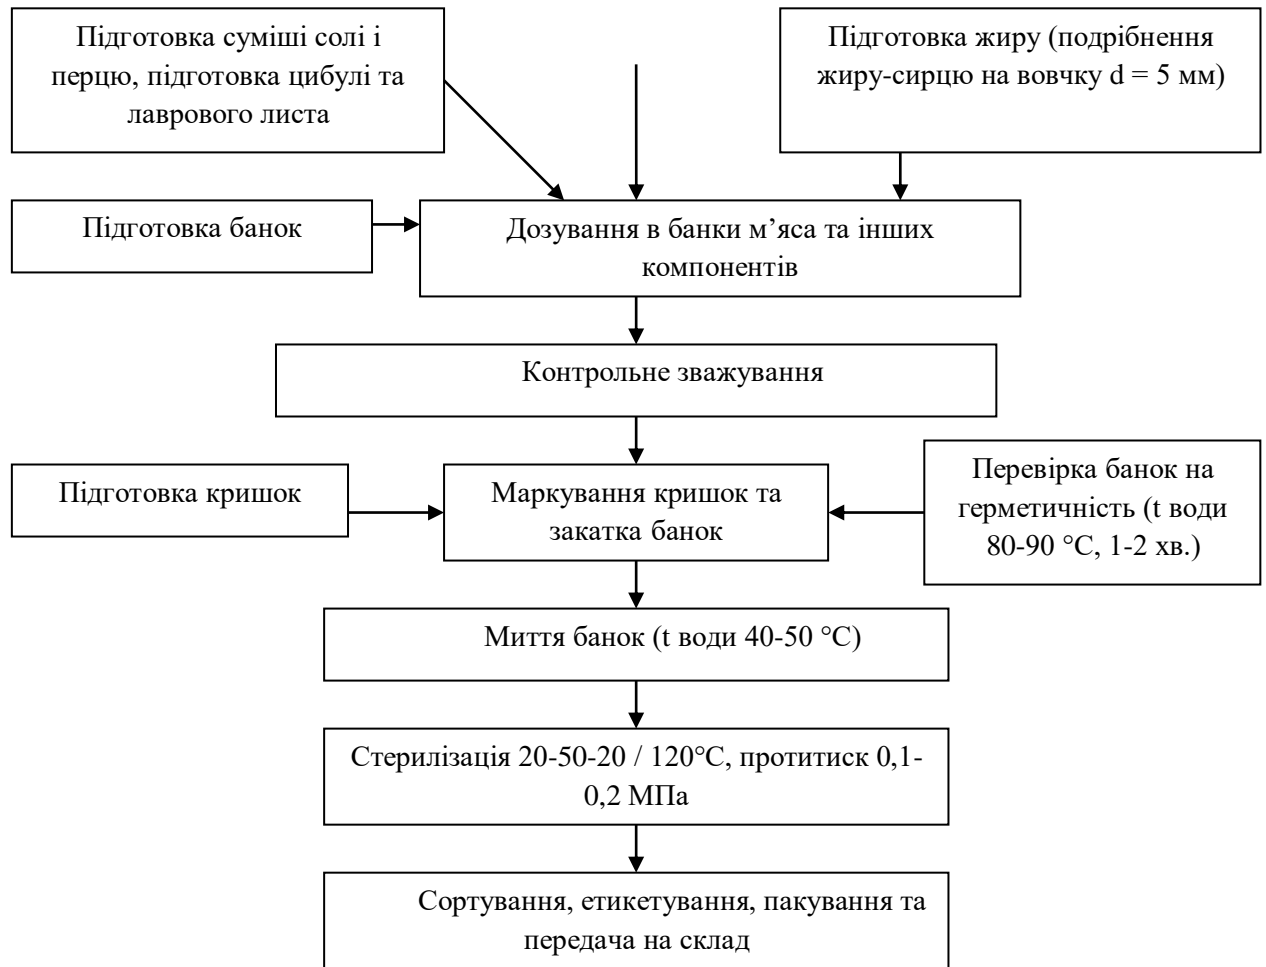 Підготовка суміші солі і
перцю, підготовка цибулі та
лаврового листа
Підготовка жиру (подрібнення
жиру-сирцю на вовчку d = 5 мм)
Підготовка банок
Дозування в банки м’яса та інших
компонентів
Контрольне зважування
Підготовка кришок
Маркування кришок та
закатка банок
Перевірка банок на
герметичність (t води
80-90 °С, 1-2 хв.)
Миття банок (t води 40-50 °С)
Стерилізація 20-50-20 / 120°С, протитиск 0,1-
0,2 МПа
Сортування, етикетування, пакування та
передача на склад